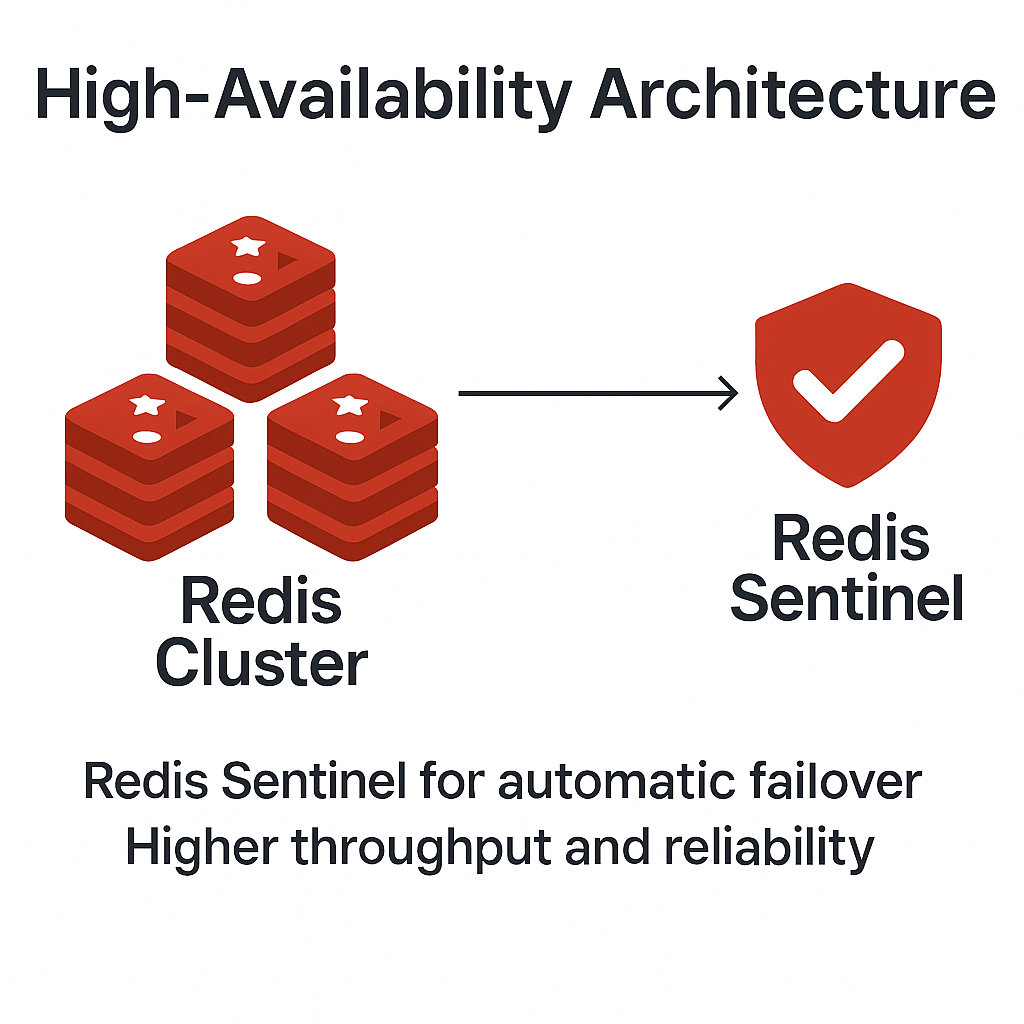 High-Availability Architecture
Redis
Cluster
Redis
Sentinel
Redis Sentinel for automatic failover
Higher throughput and reliability